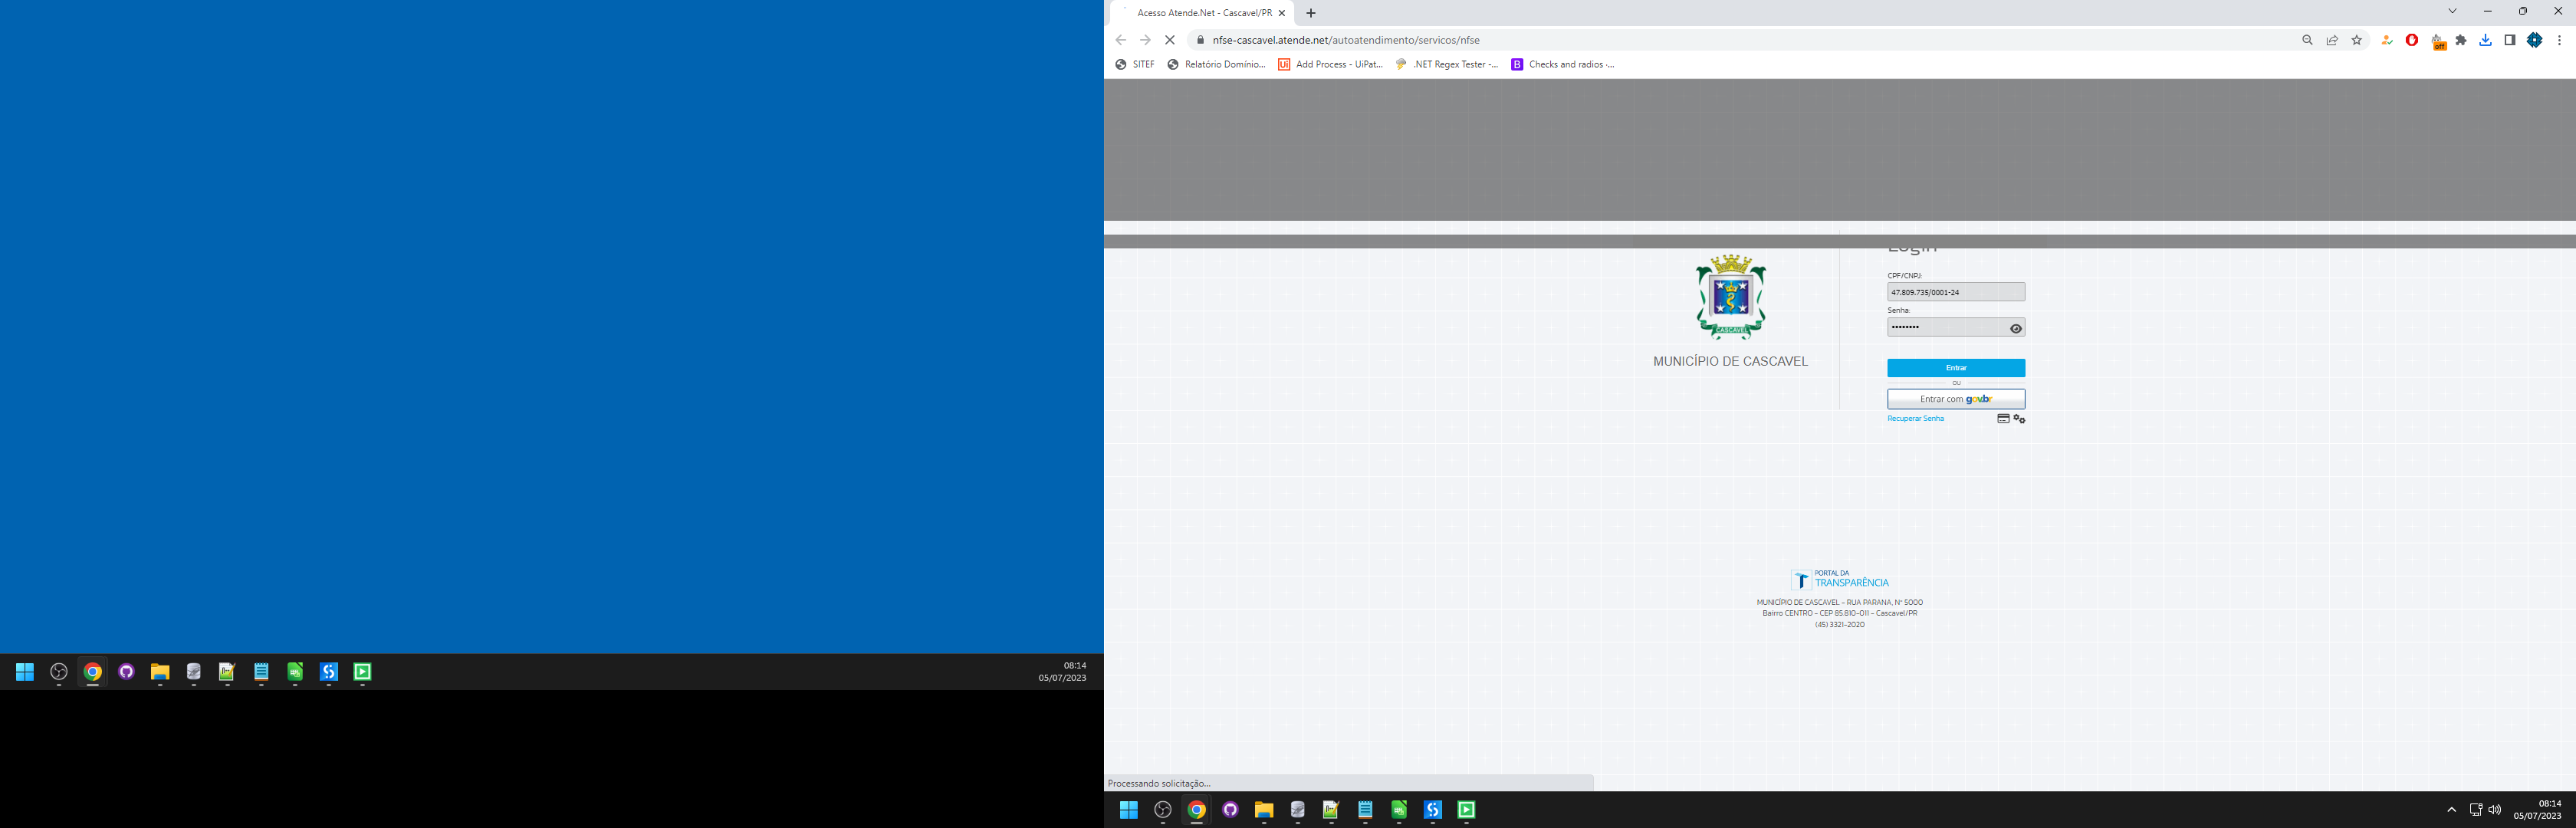 Acesso Atende.Net - Cascavel/PR
nfse-cascavel.atende.net/autoatendimento/servicos/nfse
off
SITEF
Relatório Domínio...
Ui
Add Process - UiPat...
.NET Regex Tester -...
B
Checks and radios ·...
Login
CPF/CNPJ:
47.809.735/0001-24
Senha:
CASCAVEL
MUNICÍPIO DE CASCAVEL
Entrar
ou
Entrar com gov.br
Recuperar Senha
PORTAL DA
TRANSPARÊNCIA
MUNICÍPIO DE CASCAVEL - RUA PARANA, Nº 5000
Bairro CENTRO - CEP 85.810-011 - Cascavel/PR
(45) 3321-2020
Processando solicitação...
08:14
05/07/2023
08:14
05/07/2023